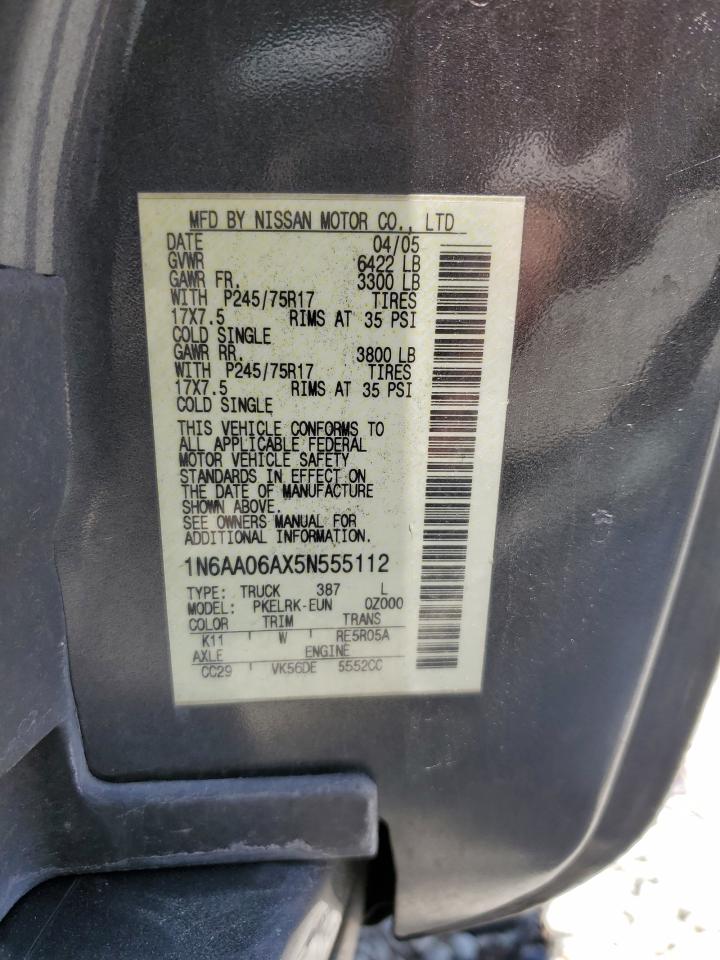 MFD BY NISSAN MOTOR CO., LTD
DATE 04/05
GVWR 6422 LB
GAWR FR. 3300 LB
WITH P245/75R17 TIRES
17X7.5 RIMS AT 35 PSI
COLD SINGLE
GAWR RR. 3800 LB
WITH P245/75R17 TIRES
17X7.5 RIMS AT 35 PSI
COLD SINGLE
THIS VEHICLE CONFORMS TO
ALL APPLICABLE FEDERAL
MOTOR VEHICLE SAFETY
STANDARDS IN EFFECT ON
THE DATE OF MANUFACTURE
SHOWN ABOVE.
SEE OWNERS MANUAL FOR
ADDITIONAL INFORMATION.
1N6AA06AX5N555112
TYPE: TRUCK 387 L
MODEL: PKELRK-EUN 0Z000
COLOR TRIM TRANS
K11 W RE5R05A
AXLE ENGINE
CC29 VK56DE 5552CC